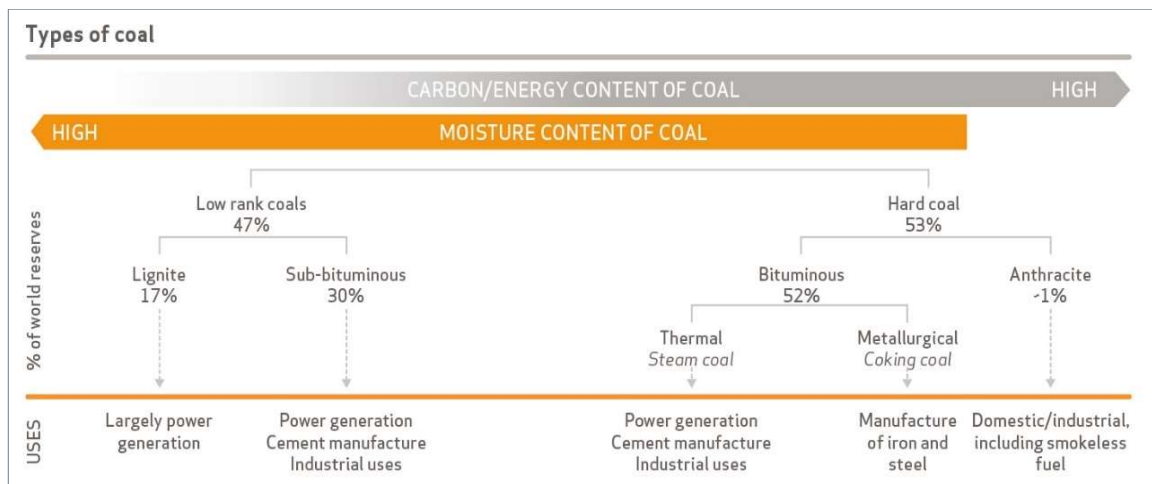 Types of coal
CARBON/ENERGY CONTENT OF COAL HIGH
HIGH MOISTURE CONTENT OF COAL
% of world reserves
Low rank coals
47%
Hard coal
53%
Lignite
17%
Sub-bituminous
30%
Bituminous
52%
Anthracite
~1%
Thermal
Steam coal
Metallurgical
Coking coal
USES
Largely power
generation
Power generation
Cement manufacture
Industrial uses
Power generation
Cement manufacture
Industrial uses
Manufacture
of iron and
steel
Domestic/industrial,
including smokeless
fuel